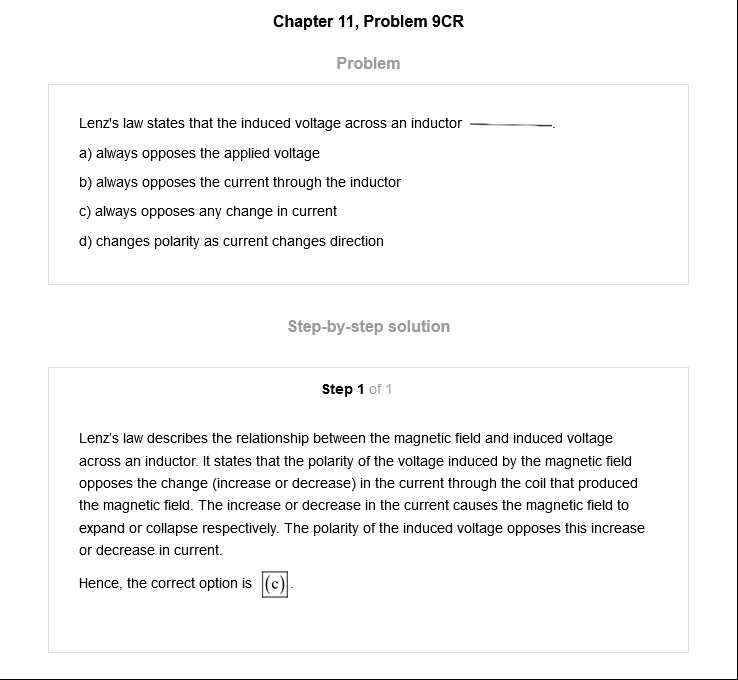 Chapter 11, Problem 9CR
Problem
Lenz's law states that the induced voltage across an inductor ________.
a) always opposes the applied voltage
b) always opposes the current through the inductor
c) always opposes any change in current
d) changes polarity as current changes direction
Step-by-step solution
Step 1 of 1
Lenz's law describes the relationship between the magnetic field and induced voltage
across an inductor. It states that the polarity of the voltage induced by the magnetic field
opposes the change (increase or decrease) in the current through the coil that produced
the magnetic field. The increase or decrease in the current causes the magnetic field to
expand or collapse respectively. The polarity of the induced voltage opposes this increase
or decrease in current.
Hence, the correct option is (c).